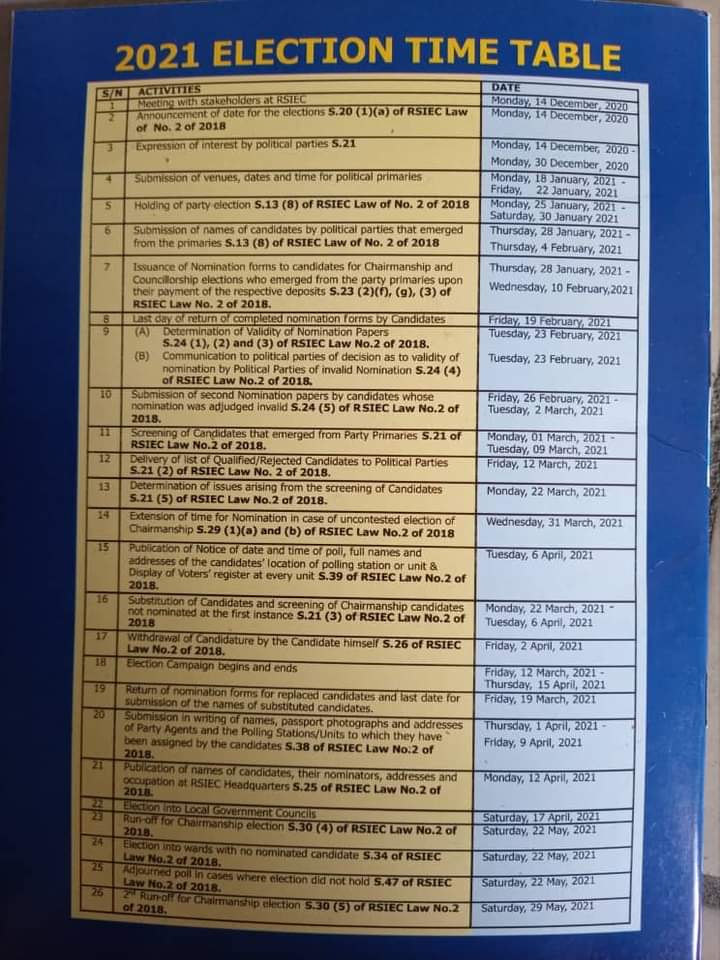 2021 ELECTION TIME TABLE
S/N ACTIVITIES DATE
1 Meeting with stakeholders at RSIEC Monday, 14 December, 2020
2 Announcement of date for the elections S.20 (1)(a) of RSIEC Law Monday, 14 December, 2020
of No. 2 of 2018
3 Expression of interest by political parties S.21 Monday, 14 December, 2020 -
Monday, 30 December, 2020
4 Submission of venues, dates and time for political primaries Monday, 18 January, 2021 -
Friday, 22 January, 2021
5 Holding of party election S.13 (8) of RSIEC Law of No. 2 of 2018 Monday, 25 January, 2021 -
Saturday, 30 January 2021
6 Submission of names of candidates by political parties that emerged Thursday, 28 January, 2021 -
from the primaries S.13 (8) of RSIEC Law of No. 2 of 2018 Thursday, 4 February, 2021
7 Issuance of Nomination forms to candidates for Chairmanship and Thursday, 28 January, 2021 -
Councillorship elections who emerged from the party primaries upon
their payment of the respective deposits S.23 (2)(f), (g), (3) of Wednesday, 10 February,2021
RSIEC Law No. 2 of 2018.
8 Last day of return of completed nomination forms by Candidates Friday, 19 February, 2021
9 (A) Determination of Validity of Nomination Papers Tuesday, 23 February, 2021
S.24 (1), (2) and (3) of RSIEC Law No.2 of 2018.
(B) Communication to political parties of decision as to validity of Tuesday, 23 February, 2021
nomination by Political Parties of invalid Nomination S.24 (4)
of RSIEC Law No.2 of 2018.
10 Submission of second Nomination papers by candidates whose Friday, 26 February, 2021 -
nomination was adjudged invalid S.24 (5) of RSIEC Law No.2 of Tuesday, 2 March, 2021
2018.
11 Screening of Candidates that emerged from Party Primaries S.21 of Monday, 01 March, 2021 -
RSIEC Law No.2 of 2018. Tuesday, 09 March, 2021
12 Delivery of list of Qualified/Rejected Candidates to Political Parties Friday, 12 March, 2021
S.21 (2) of RSIEC Law No. 2 of 2018.
13 Determination of issues arising from the screening of Candidates Monday, 22 March, 2021
S.21 (5) of RSIEC Law No.2 of 2018.
14 Extension of time for Nomination in case of uncontested election of Wednesday, 31 March, 2021
Chairmanship S.29 (1)(a) and (b) of RSIEC Law No.2 of 2018
15 Publication of Notice of date and time of poll, full names and Tuesday, 6 April, 2021
addresses of the candidates' location of polling station or unit &
Display of Voters' register at every unit S.39 of RSIEC Law No.2 of
2018.
16 Substitution of Candidates and screening of Chairmanship candidates Monday, 22 March, 2021 -
not nominated at the first instance S.21 (3) of RSIEC Law No.2 of Tuesday, 6 April, 2021
2018
17 Withdrawal of Candidature by the Candidate himself S.26 of RSIEC Friday, 2 April, 2021
Law No.2 of 2018.
18 Election Campaign begins and ends Friday, 12 March, 2021 -
Thursday, 15 April, 2021
19 Return of nomination forms for replaced candidates and last date for Friday, 19 March, 2021
submission of the names of substituted candidates.
20 Submission in writing of names, passport photographs and addresses Thursday, 1 April, 2021 -
of Party Agents and the Polling Stations/Units to which they have
been assigned by the candidates S.38 of RSIEC Law No.2 of Friday, 9 April, 2021
2018.
21 Publication of names of candidates, their nominators, addresses and Monday, 12 April, 2021
occupation at RSIEC Headquarters S.25 of RSIEC Law No.2 of
2018.
22 Election into Local Government Councils Saturday, 17 April, 2021
23 Run-off for Chairmanship election S.30 (4) of RSIEC Law No.2 of Saturday, 22 May, 2021
2018.
24 Election into wards with no nominated candidate S.34 of RSIEC Saturday, 22 May, 2021
Law No.2 of 2018.
25 Adjourned poll in cases where election did not hold S.47 of RSIEC Saturday, 22 May, 2021
Law No.2 of 2018.
26 2nd Run-off for Chairmanship election S.30 (5) of RSIEC Law No.2 Saturday, 29 May, 2021
of 2018.